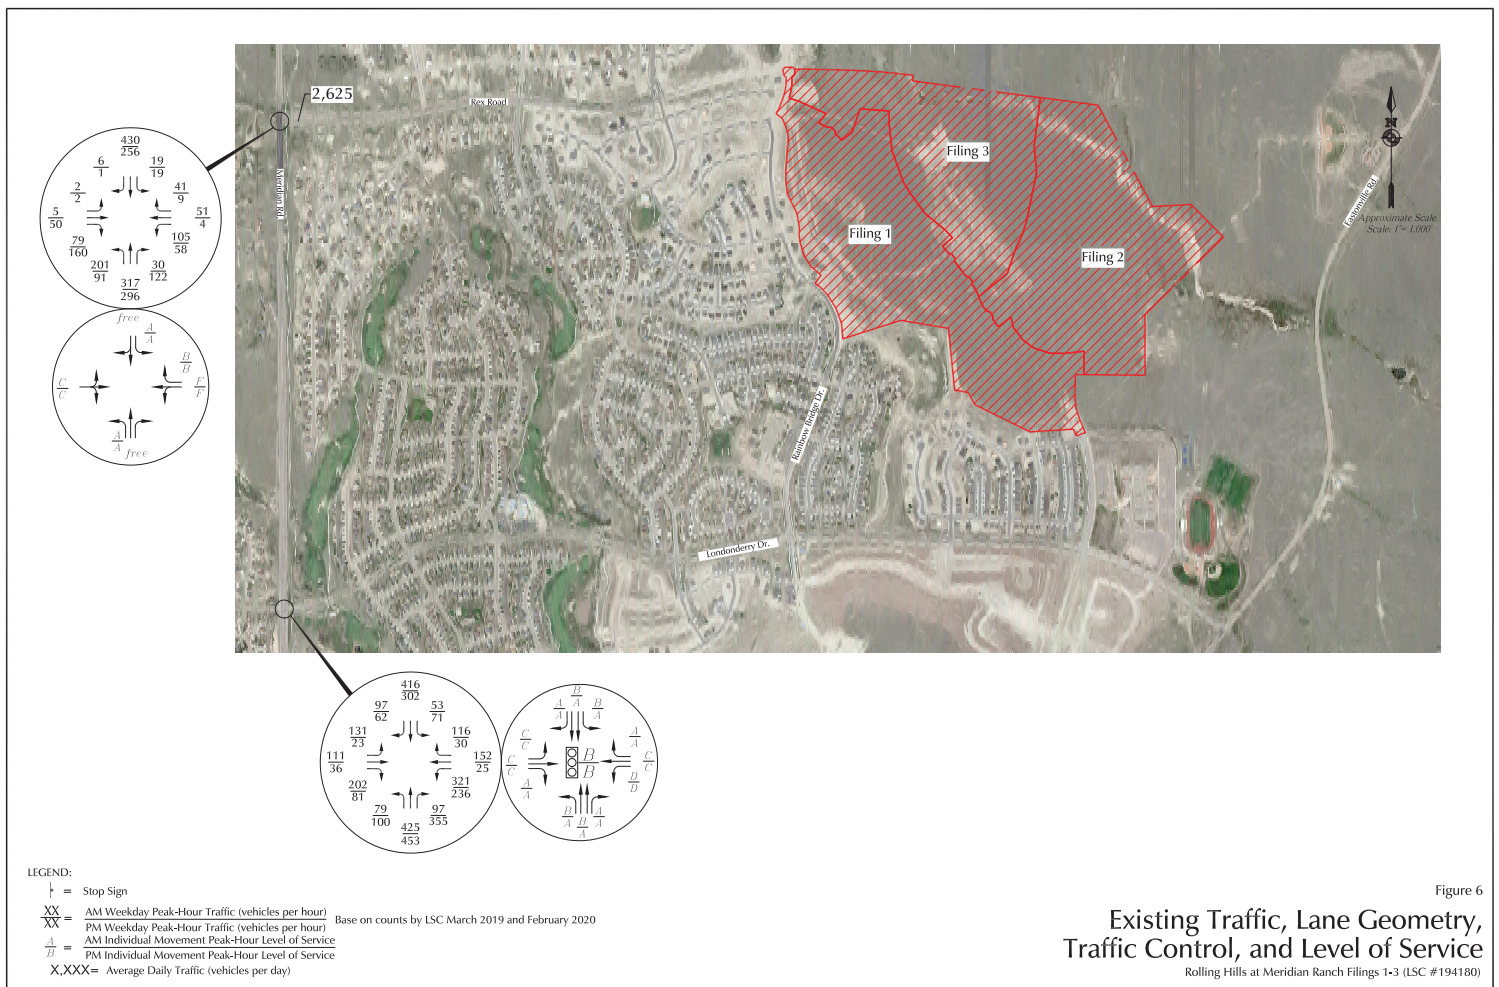 2,625
Rex Road
Meridian Rd.
Filing 3
Filing 1
Filing 2
N
Eastonville Rd.
Approximate Scale
Scale: 1"= 1,000'
Rainbow Bridge Dr.
Londonderry Dr.
430
256
6
1
19
19
2
2
41
9
5
50
51
4
79
160
105
58
201
91
30
122
317
296
free
A
A
B
B
C
C
F
F
A
A
free
416
302
97
62
53
71
131
23
116
30
111
36
152
25
202
81
321
236
79
100
97
355
425
453
B
A
A
A
B
A
C
C
A
A
C
C
B
B
C
C
A
A
D
D
B
A
B
A
A
A
LEGEND:
= Stop Sign
XX
XX
= AM Weekday Peak-Hour Traffic (vehicles per hour)
PM Weekday Peak-Hour Traffic (vehicles per hour)
Base on counts by LSC March 2019 and February 2020
A
B
= AM Individual Movement Peak-Hour Level of Service
PM Individual Movement Peak-Hour Level of Service
X,XXX= Average Daily Traffic (vehicles per day)
Figure 6
Existing Traffic, Lane Geometry,
Traffic Control, and Level of Service
Rolling Hills at Meridian Ranch Filings 1-3 (LSC #194180)